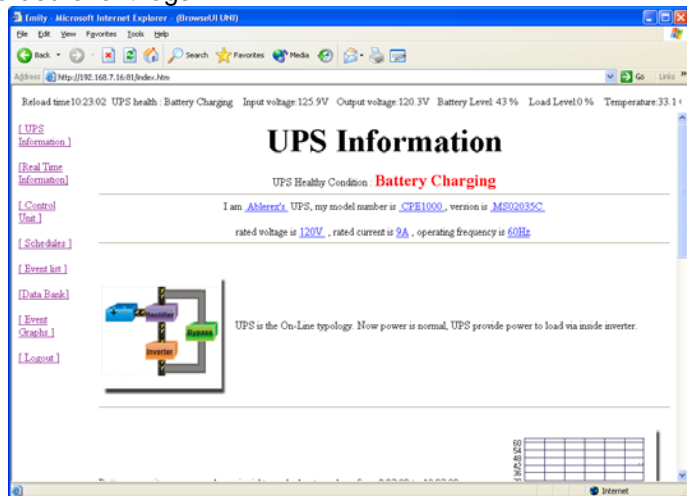 Emily - Microsoft Internet Explorer - (BrowseUI UNI)
File Edit View Favorites Tools Help
Back Search Favorites Media
Address http://192.168.7.16:81/index.htm Go Links »
Reload time10:23:02 UPS health : Battery Charging Input voltage:125.9V Output voltage:120.3V Battery Level 43 % Load Level:0 % Temperature:33.1
[ UPS
Information ]
[Real Time
Information]
[ Control
Unit ]
[ Schedules ]
[ Event list ]
[Data Bank]
[ Event
Graphs ]
[ Logout ]
UPS Information
UPS Healthy Condition : Battery Charging
I am Ablerex's UPS, my model number is CPE1000 , version is MS02035C
rated voltage is 120V , rated current is 9A , operating frequency is 60Hz
Rectifier
Bypass
Inverter
UPS is the On-Line typology. Now power is normal, UPS provide power to load via inside inverter.
60
54
48
42
36
Internet